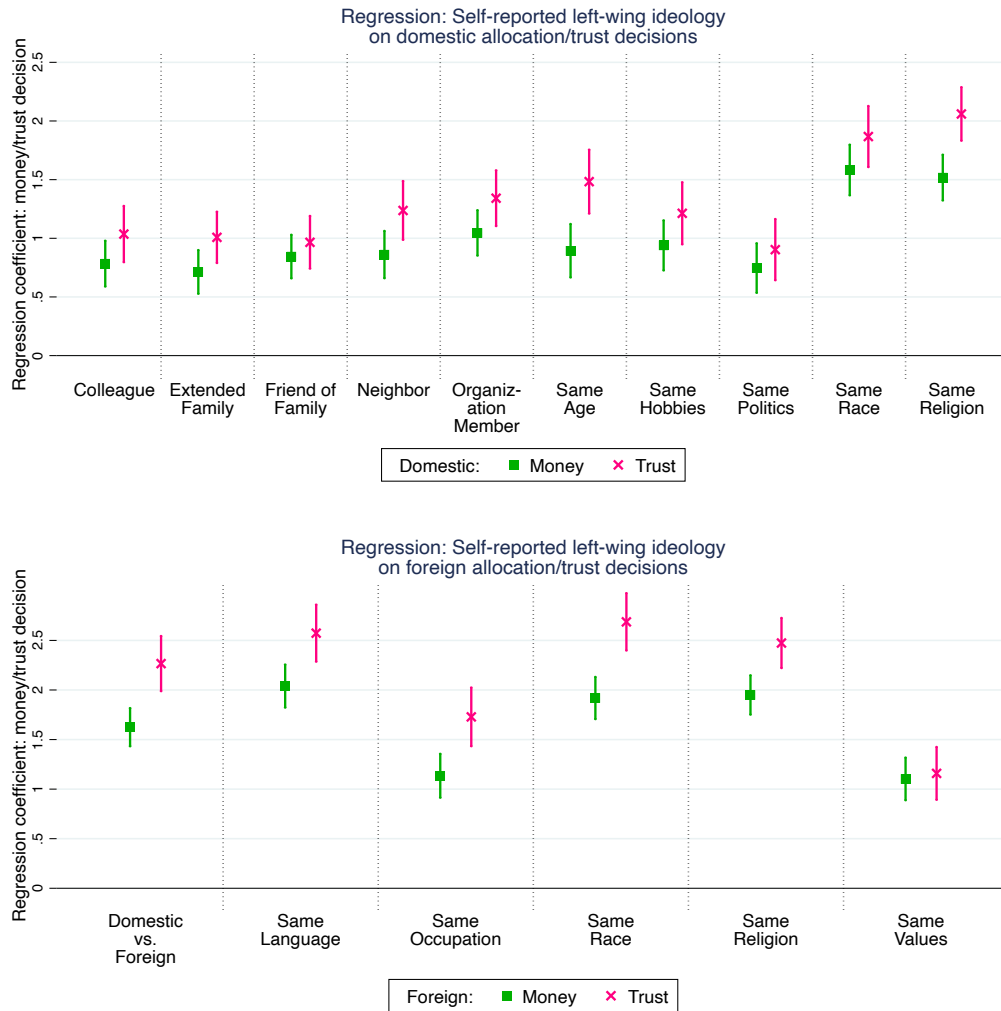 Regression: Self-reported left-wing ideology
on domestic allocation/trust decisions
Regression coefficient: money/trust decision
2.5
2
1.5
1
.5
0
Colleague
Extended
Family
Friend of
Family
Neighbor
Organiz-
ation
Member
Same
Age
Same
Hobbies
Same
Politics
Same
Race
Same
Religion
Domestic: Money Trust
Regression: Self-reported left-wing ideology
on foreign allocation/trust decisions
Regression coefficient: money/trust decision
2.5
2
1.5
1
.5
0
Domestic
vs.
Foreign
Same
Language
Same
Occupation
Same
Race
Same
Religion
Same
Values
Foreign: Money Trust